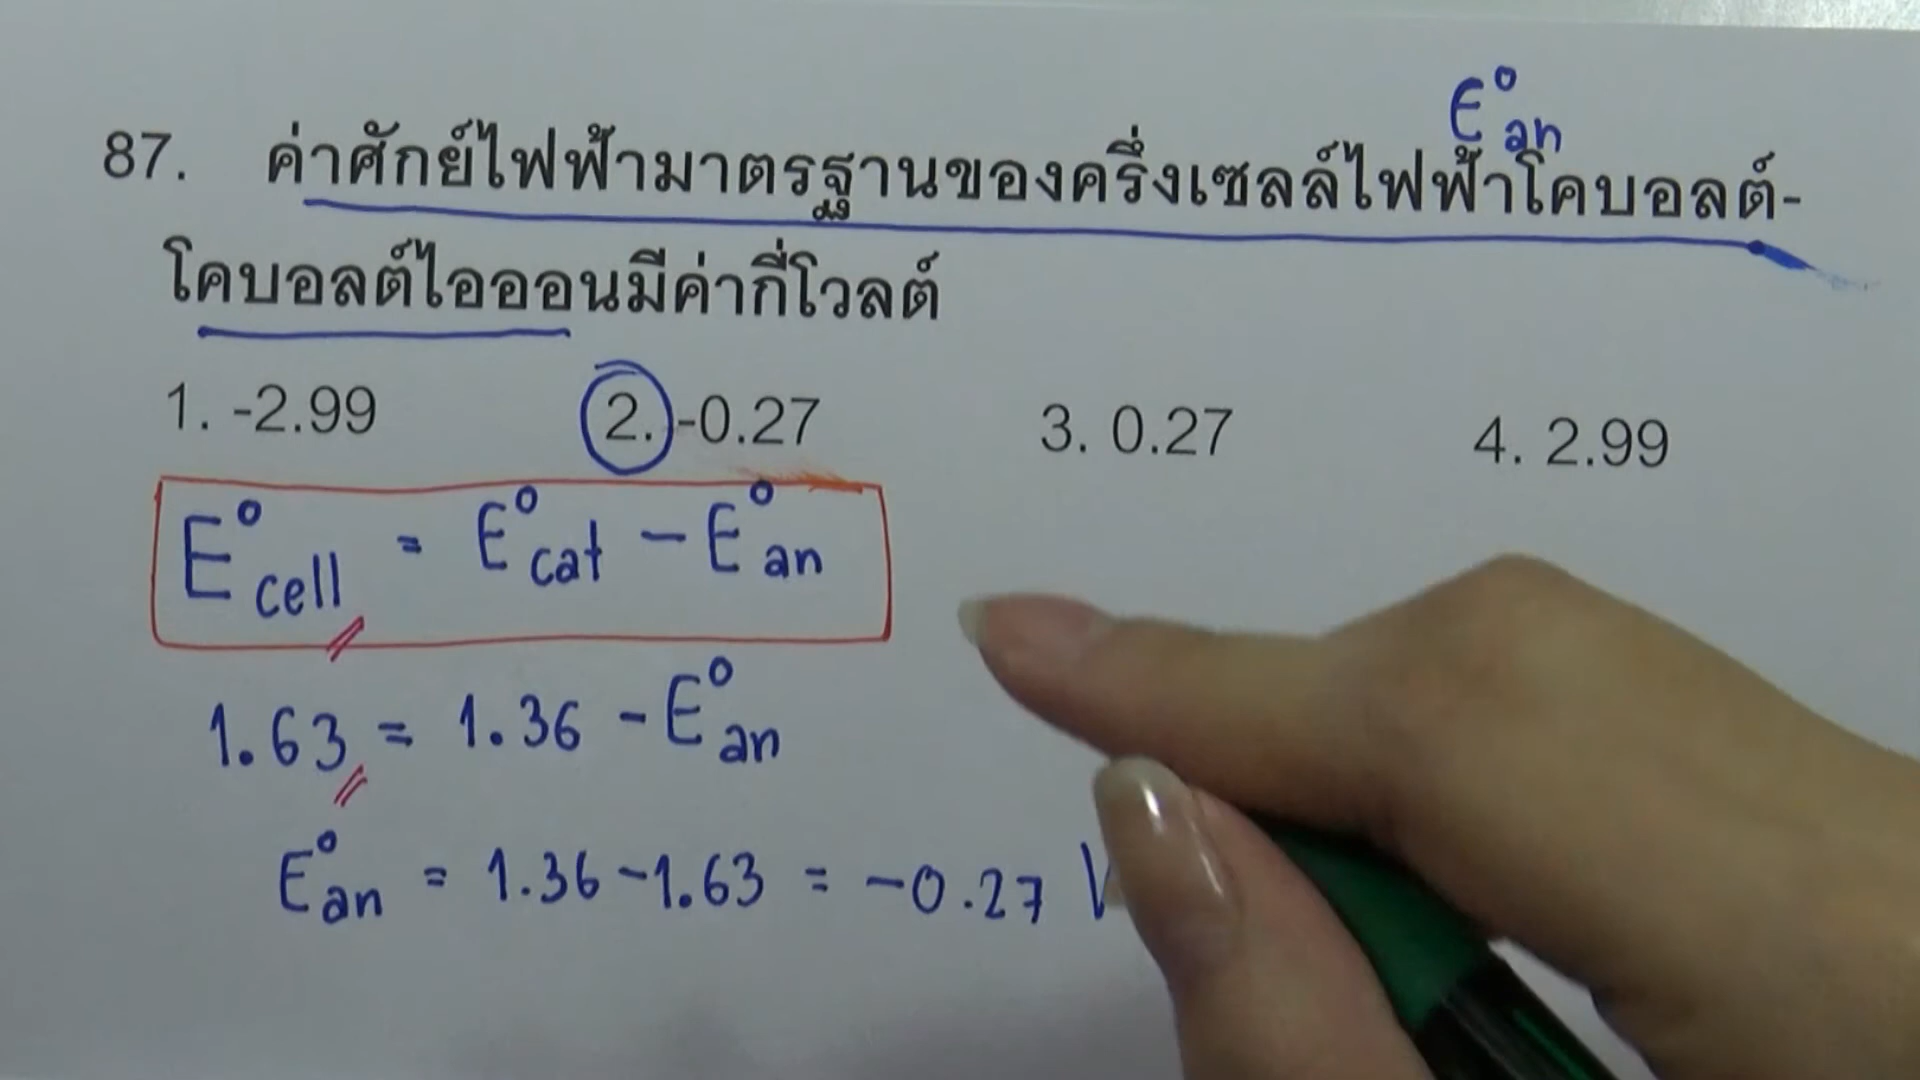 E°an
87. ค่าศักย์ไฟฟ้ามาตรฐานของครึ่งเซลล์ไฟฟ้าโคบอลต์-
โคบอลต์ไอออนมีค่ากี่โวลต์
1. -2.99 2. -0.27 3. 0.27 4. 2.99
E°cell = E°cat - E°an
1.63 = 1.36 - E°an
E°an = 1.36 - 1.63 = -0.27 V